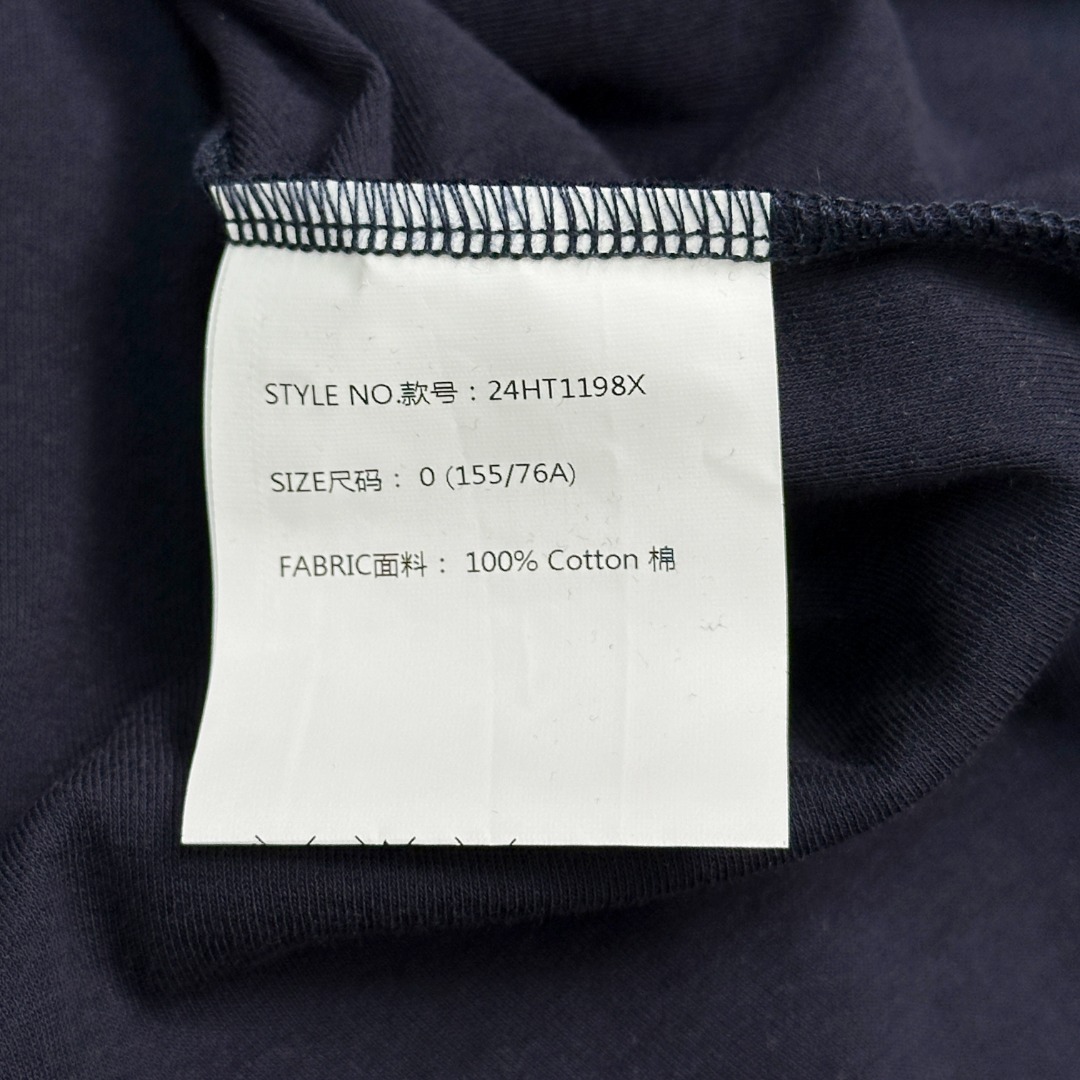 STYLE NO.款号：24HT1198X
SIZE尺码： 0 (155/76A)
FABRIC面料： 100% Cotton 棉